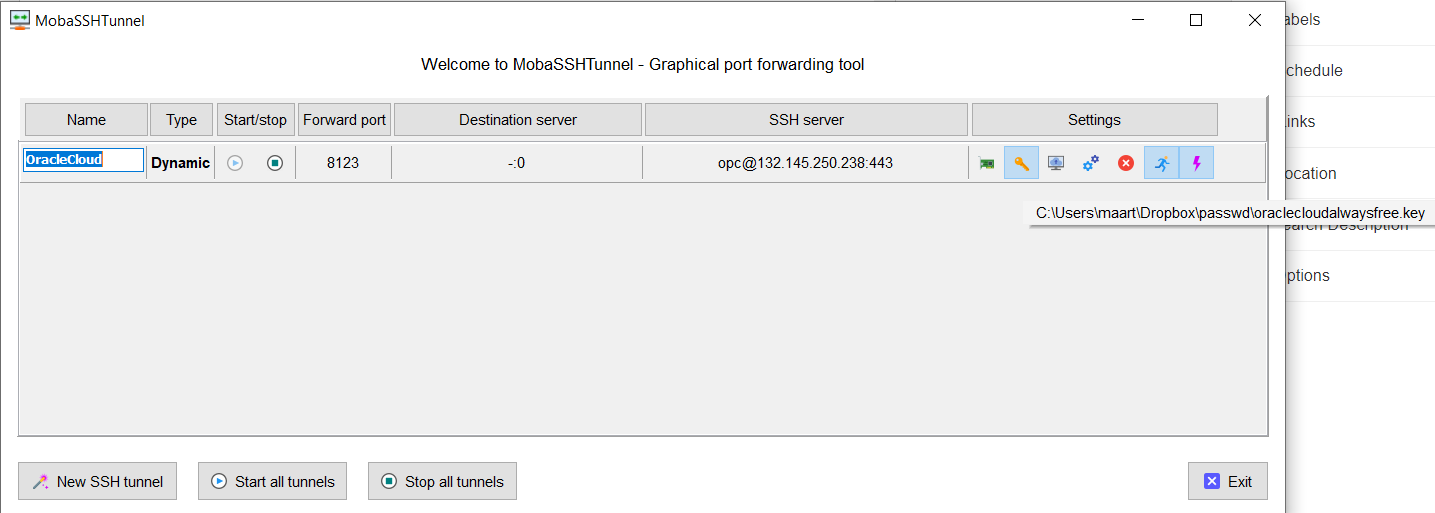 MobaSSHTunnel
Welcome to MobaSSHTunnel - Graphical port forwarding tool
Name Type Start/stop Forward port Destination server SSH server Settings
OracleCloud Dynamic 8123 -:0 opc@132.145.250.238:443
C:\Users\maart\Dropbox\passwd\oraclecloudalwaysfree.key
New SSH tunnel Start all tunnels Stop all tunnels Exit
abels
chedule
inks
ocation
earch Description
ptions